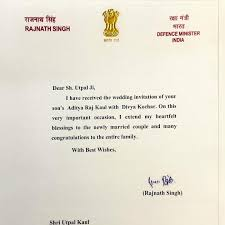 राजनाथ सिंह
RAJNATH SINGH
रक्षा मंत्री
भारत
DEFENCE MINISTER
INDIA
Dear Sh. Utpal Ji,
I have received the wedding invitation of your
son's Aditya Raj Kaul with Divya Kochar. On this
very important occasion, I extend my heartfelt
blessings to the newly married couple and many
congratulations to the entire family.
With Best Wishes,
(Rajnath Singh)
Shri Utpal Kaul